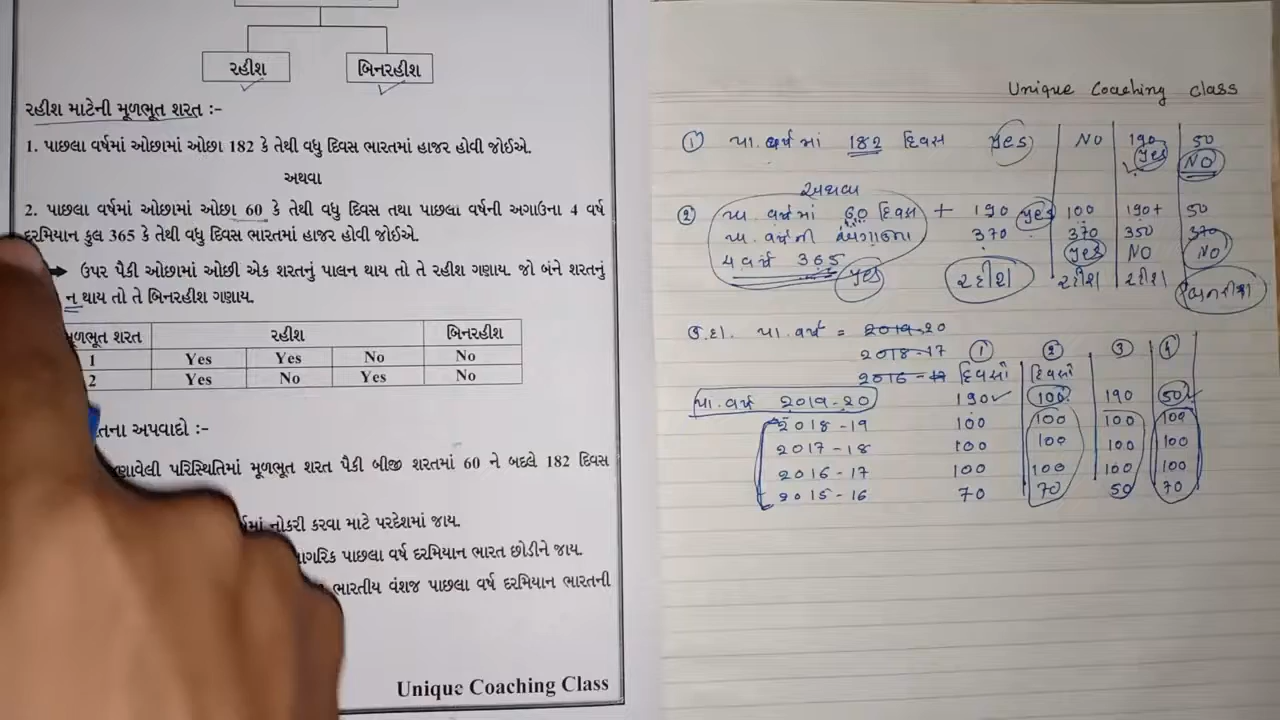 રહીશ
બિનરહીશ
રહીશ માટેની મૂળભૂત શરત :-
1. પાછલા વર્ષમાં ઓછામાં ઓછા 182 કે તેથી વધુ દિવસ ભારતમાં હાજર હોવી જોઈએ.
અથવા
2. પાછલા વર્ષમાં ઓછામાં ઓછા 60 કે તેથી વધુ દિવસ તથા પાછલા વર્ષની અગાઉના 4 વર્ષ
દરમિયાન કુલ 365 કે તેથી વધુ દિવસ ભારતમાં હાજર હોવી જોઈએ.
ઉપર પૈકી ઓછામાં ઓછી એક શરતનું પાલન થાય તો તે રહીશ ગણાય. જો બંને શરતનું
ન થાય તો તે બિનરહીશ ગણાય.
મૂળભૂત શરત રહીશ બિનરહીશ
1 Yes Yes No No
2 Yes No Yes No
અપવાદો :-
પરિસ્થિતિમાં મૂળભૂત શરત પૈકી બીજી શરતમાં 60 ને બદલે 182 દિવસ
નોકરી કરવા માટે પરદેશમાં જાય.
પાછલા વર્ષ દરમિયાન ભારત છોડીને જાય.
ભારતીય વંશજ પાછલા વર્ષ દરમિયાન ભારતની
Unique Coaching Class
Unique Coaching Class
① પા. વર્ષ માં 182 દિવસ Yes NO 190 Yes 50 NO
અથવા
② પા. વર્ષ માં 60 દિવસ + 190 Yes 100 190+ 50
પા. વર્ષ ની અગાઉના 370 370 350 370
4 વર્ષ 365 Yes Yes NO NO
રહીશ રહીશ રહીશ બિનરહીશ
ઉ.દા. પા. વર્ષ = 2019-20
2018-17 ① ② ③ ④
દિવસો દિવસો
પા. વર્ષ 2019-20 190 100 190 50
2018-19 100 100 100 100
2017-18 100 100 100 100
2016-17 100 100 100 100
2015-16 70 70 50 70